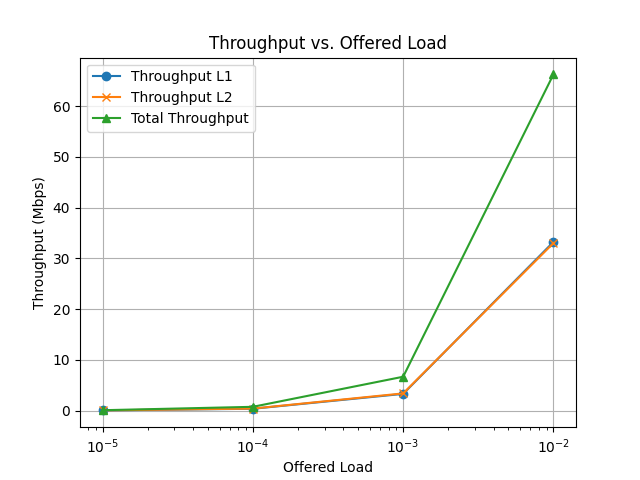 Throughput vs. Offered Load
Throughput L1
Throughput L2
Total Throughput
60
50
40
30
20
10
0
Throughput (Mbps)
10⁻⁵ 10⁻⁴ 10⁻³ 10⁻²
Offered Load